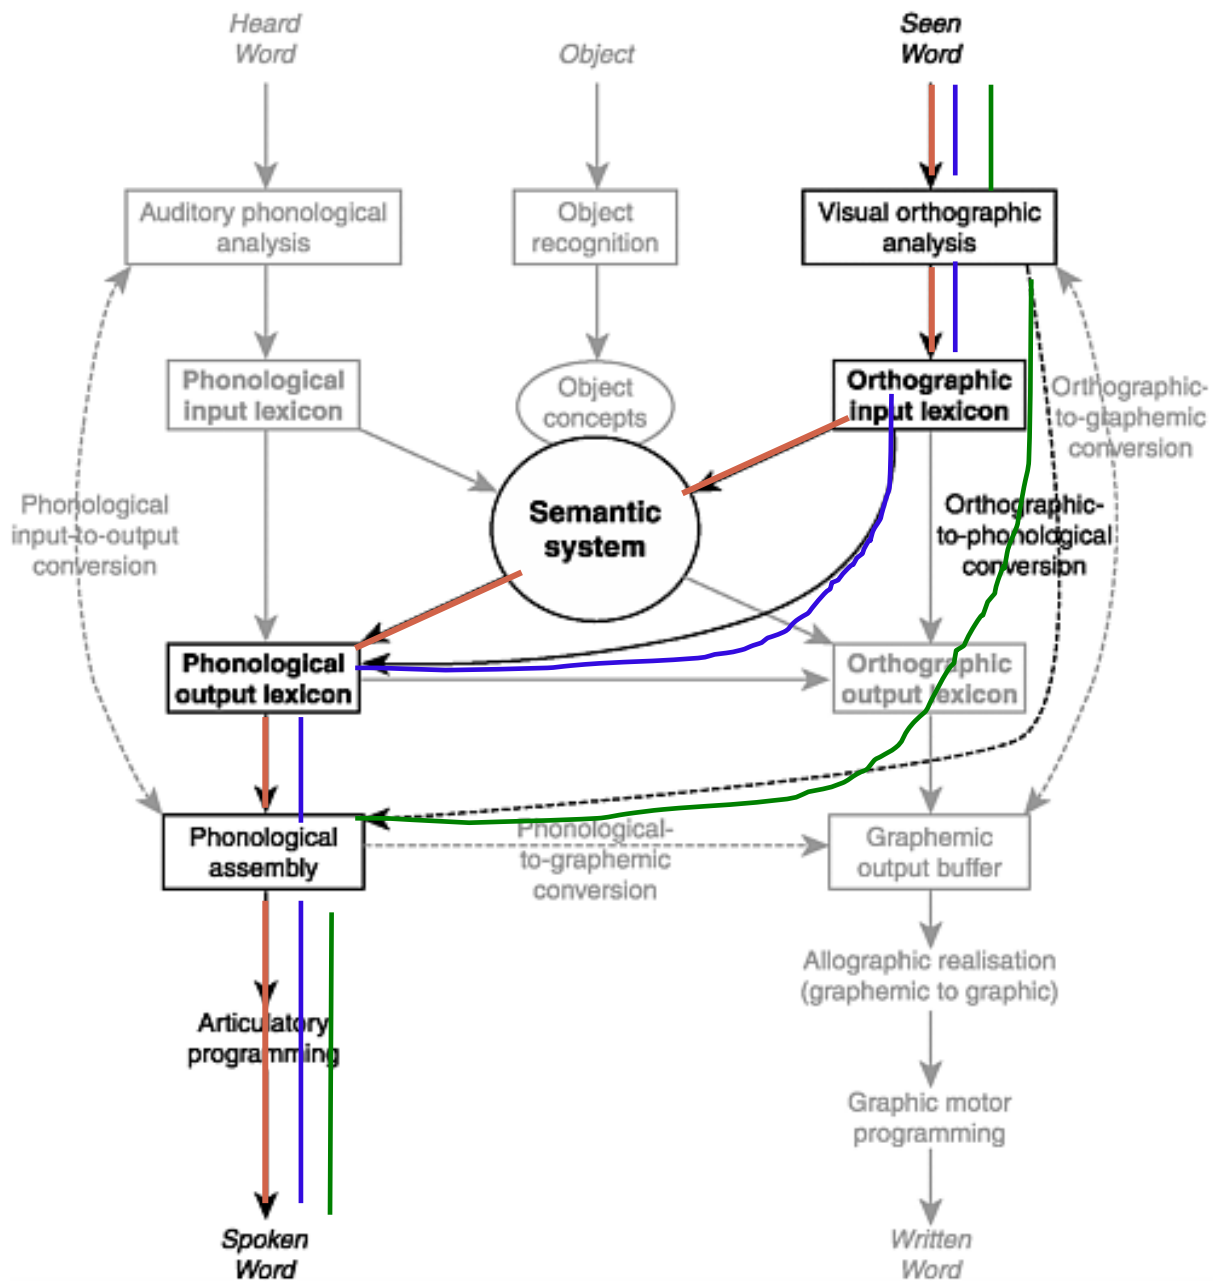 Heard
Word
Object
Seen
Word
Auditory phonological
analysis
Object
recognition
Visual orthographic
analysis
Phonological
input lexicon
Object
concepts
Orthographic
input lexicon
Orthographic-
to-graphemic
conversion
Phonological
input-to-output
conversion
Semantic
system
Orthographic-
to-phonological
conversion
Phonological
output lexicon
Orthographic
output lexicon
Phonological
assembly
Phonological-
to-graphemic
conversion
Graphemic
output buffer
Allographic realisation
(graphemic to graphic)
Articulatory
programming
Graphic motor
programming
Spoken
Word
Written
Word